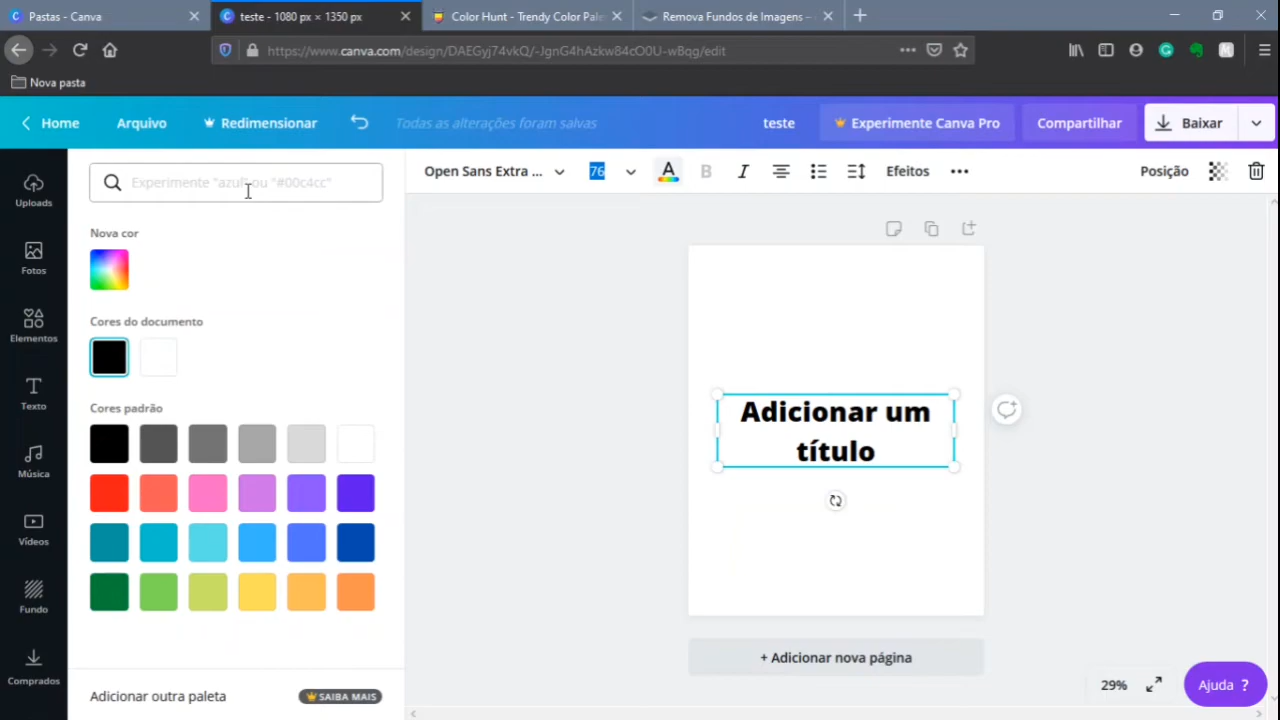 Pastas - Canva
teste - 1080 px × 1350 px
Color Hunt - Trendy Color Pale
Remova Fundos de Imagens –
https://www.canva.com/design/DAEGyj74vkQ/-JgnG4hAzkw84cO0U-wBqg/edit
Nova pasta
Home
Arquivo
Redimensionar
Todas as alterações foram salvas
teste
Experimente Canva Pro
Compartilhar
Baixar
Experimente "azul" ou "#00c4cc"
Open Sans Extra ...
76
A
B
I
Efeitos
Posição
Uploads
Fotos
Elementos
Texto
Música
Vídeos
Fundo
Comprados
Nova cor
Cores do documento
Cores padrão
Adicionar outra paleta
SAIBA MAIS
Adicionar um
título
+ Adicionar nova página
29%
Ajuda ?